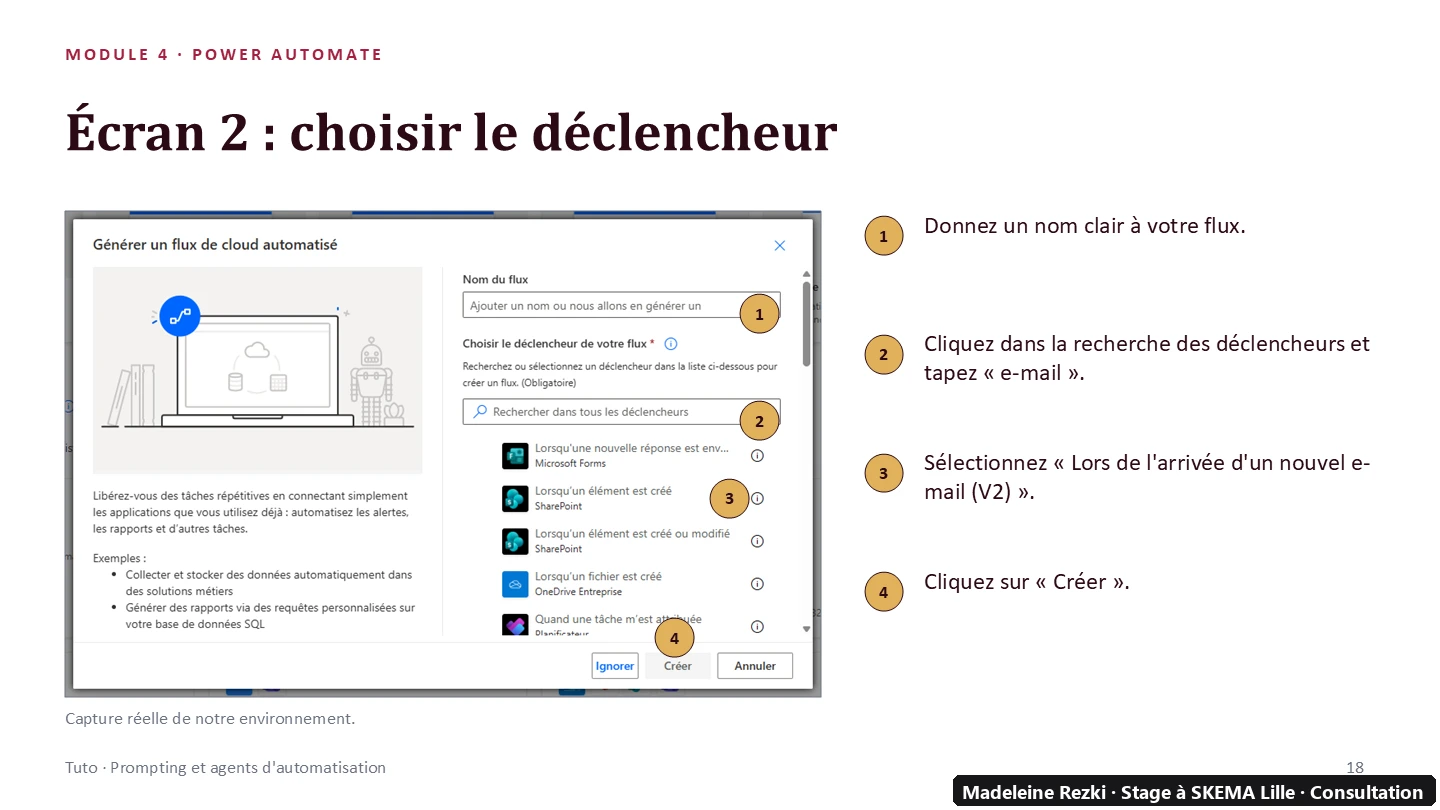 MODULE 4 · POWER AUTOMATE
Écran 2 : choisir le déclencheur
Générer un flux de cloud automatisé
Libérez-vous des tâches répétitives en connectant simplement
les applications que vous utilisez déjà : automatisez les alertes,
les rapports et d'autres tâches.
Exemples :
• Collecter et stocker des données automatiquement dans
des solutions métiers
• Générer des rapports via des requêtes personnalisées sur
votre base de données SQL
Nom du flux
Ajouter un nom ou nous allons en générer un
1
Choisir le déclencheur de votre flux *
Recherchez ou sélectionnez un déclencheur dans la liste ci-dessous pour
créer un flux. (Obligatoire)
Rechercher dans tous les déclencheurs
2
Lorsqu'une nouvelle réponse est env...
Microsoft Forms
Lorsqu'un élément est créé
SharePoint
3
Lorsqu'un élément est créé ou modifié
SharePoint
Lorsqu'un fichier est créé
OneDrive Entreprise
Quand une tâche m'est attribuée
Planificateur
4
Ignorer
Créer
Annuler
Capture réelle de notre environnement.
1
Donnez un nom clair à votre flux.
2
Cliquez dans la recherche des déclencheurs et
tapez « e-mail ».
3
Sélectionnez « Lors de l'arrivée d'un nouvel e-
mail (V2) ».
4
Cliquez sur « Créer ».
Tuto · Prompting et agents d'automatisation
18
Madeleine Rezki · Stage à SKEMA Lille · Consultation